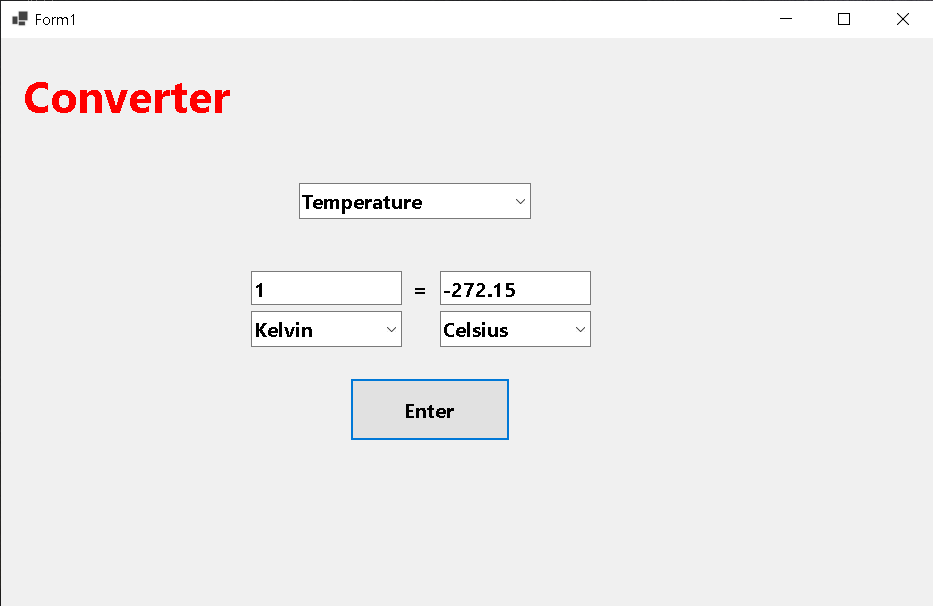 Form1
Converter
Temperature
1 = -272.15
Kelvin Celsius
Enter